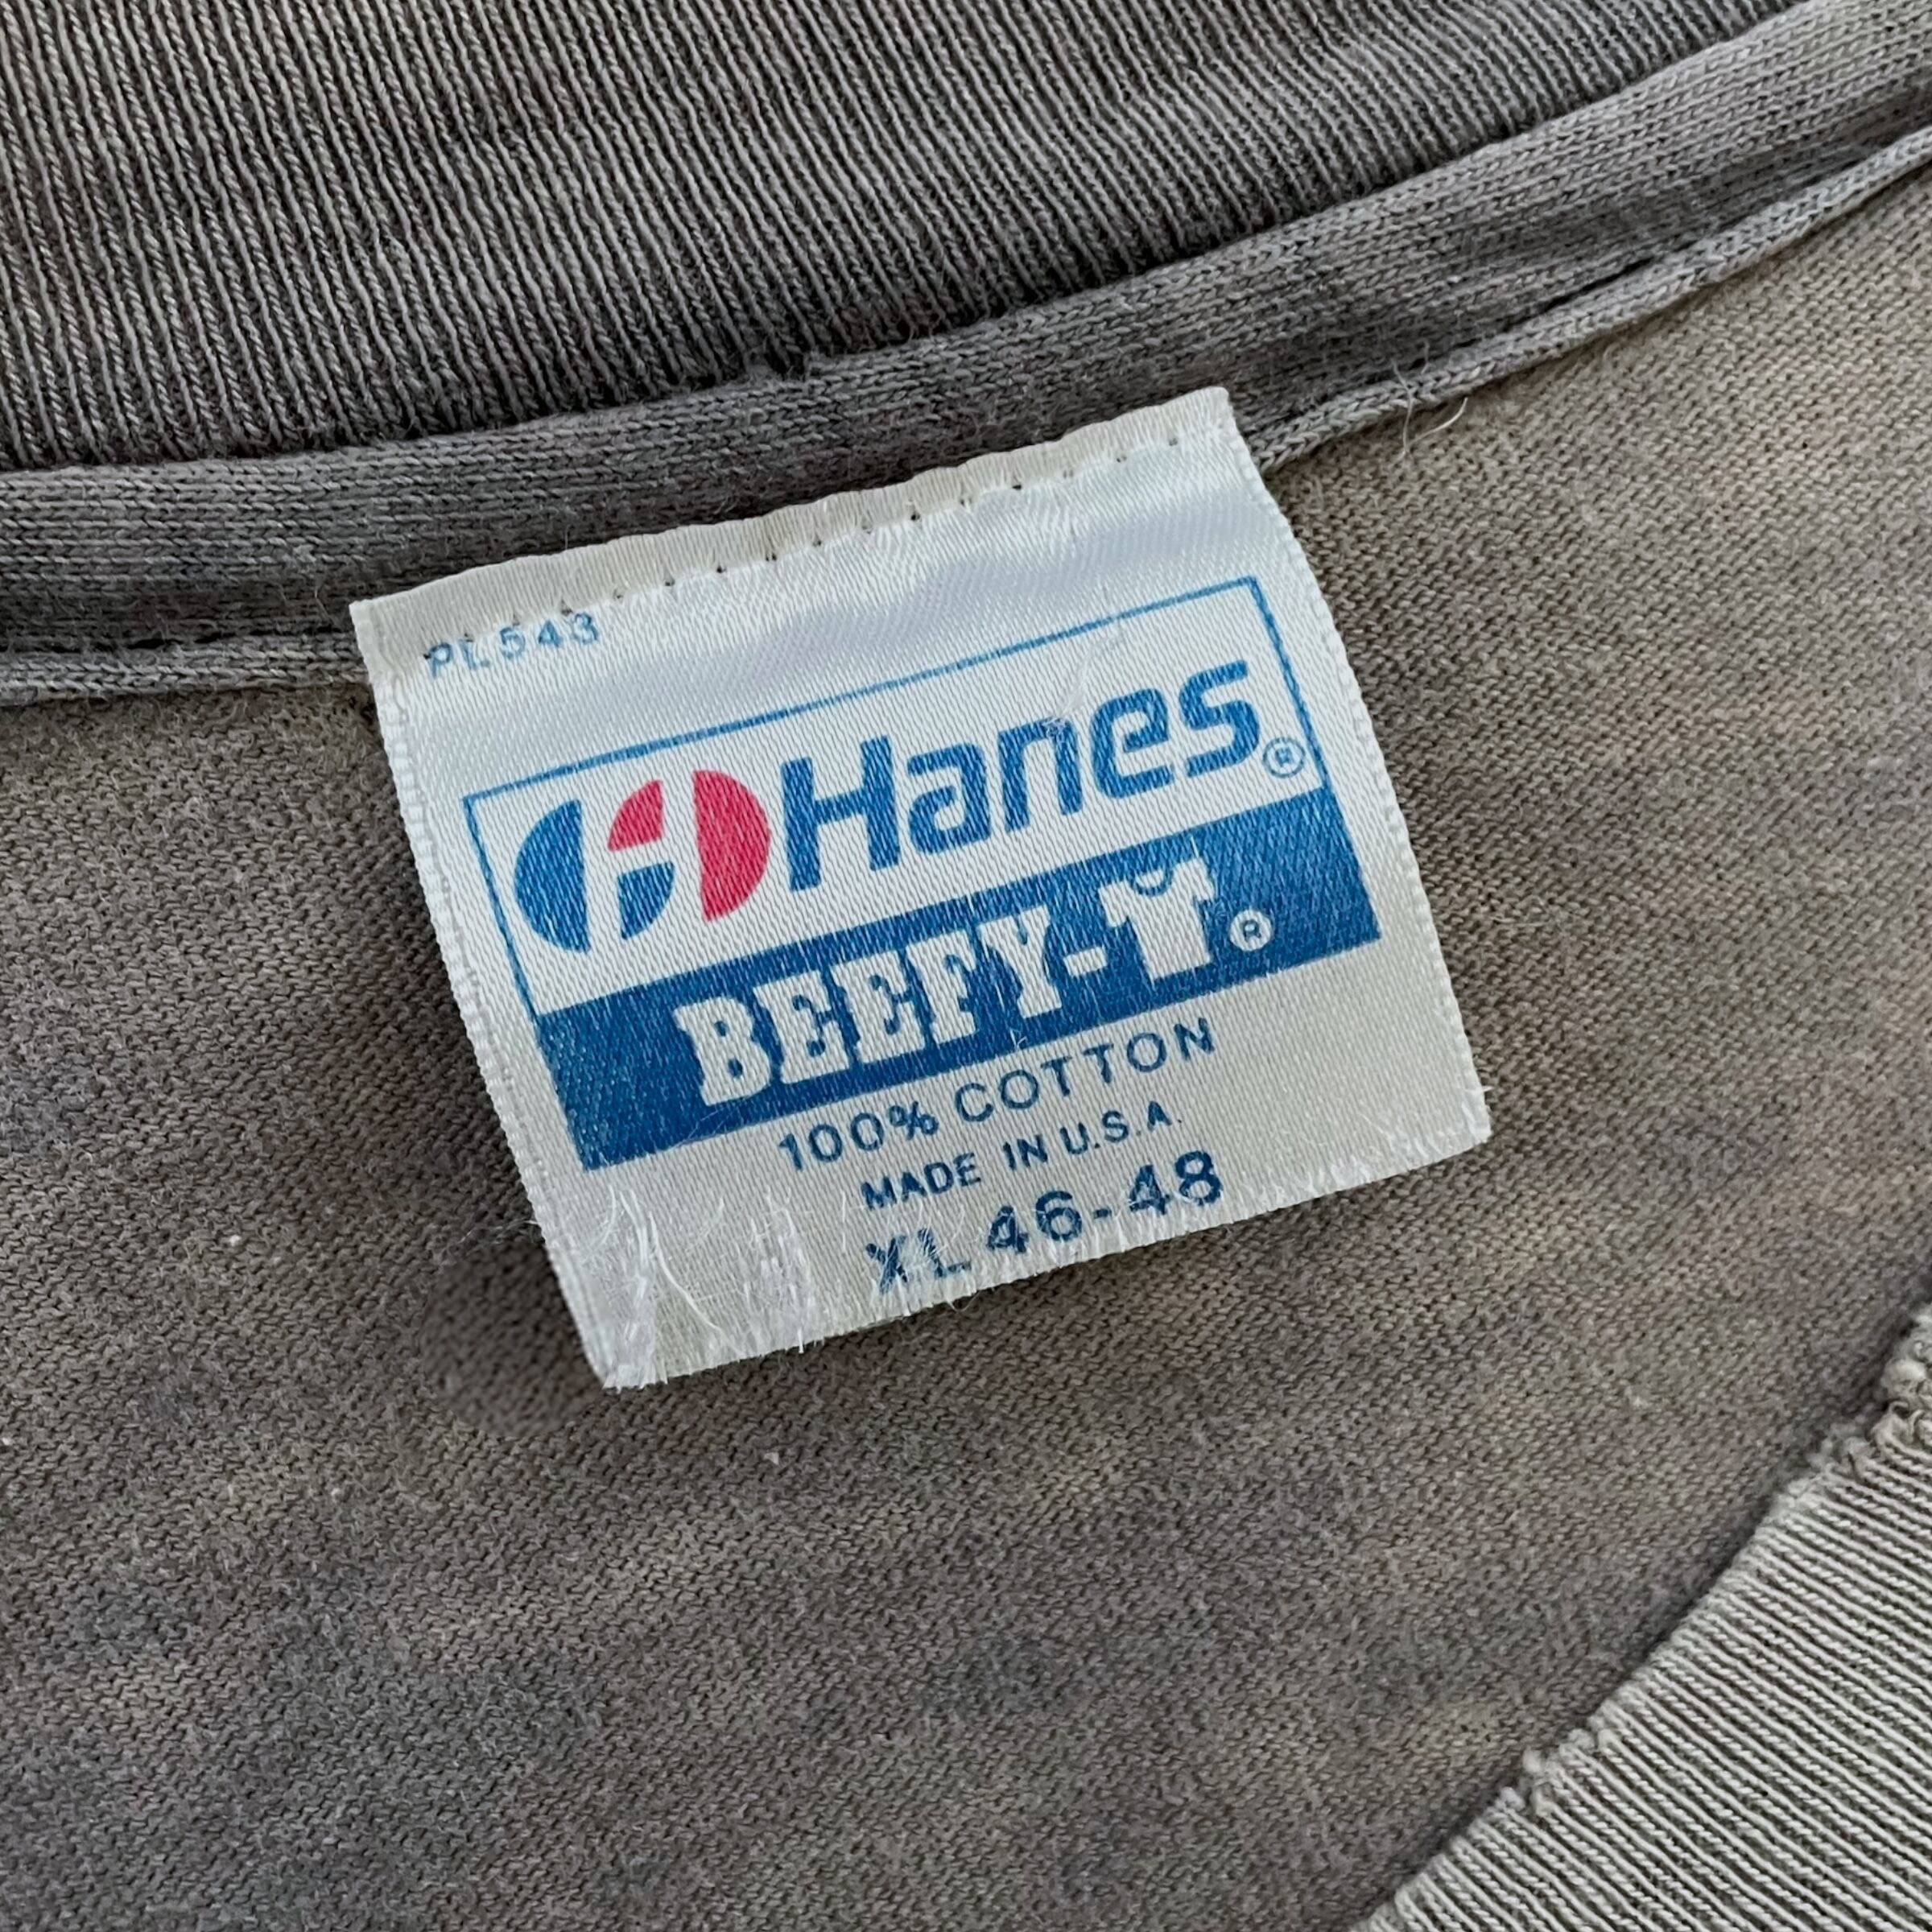 PL543
Hanes®
BEEFY-T®
100% COTTON
MADE IN U.S.A.
XL 46-48